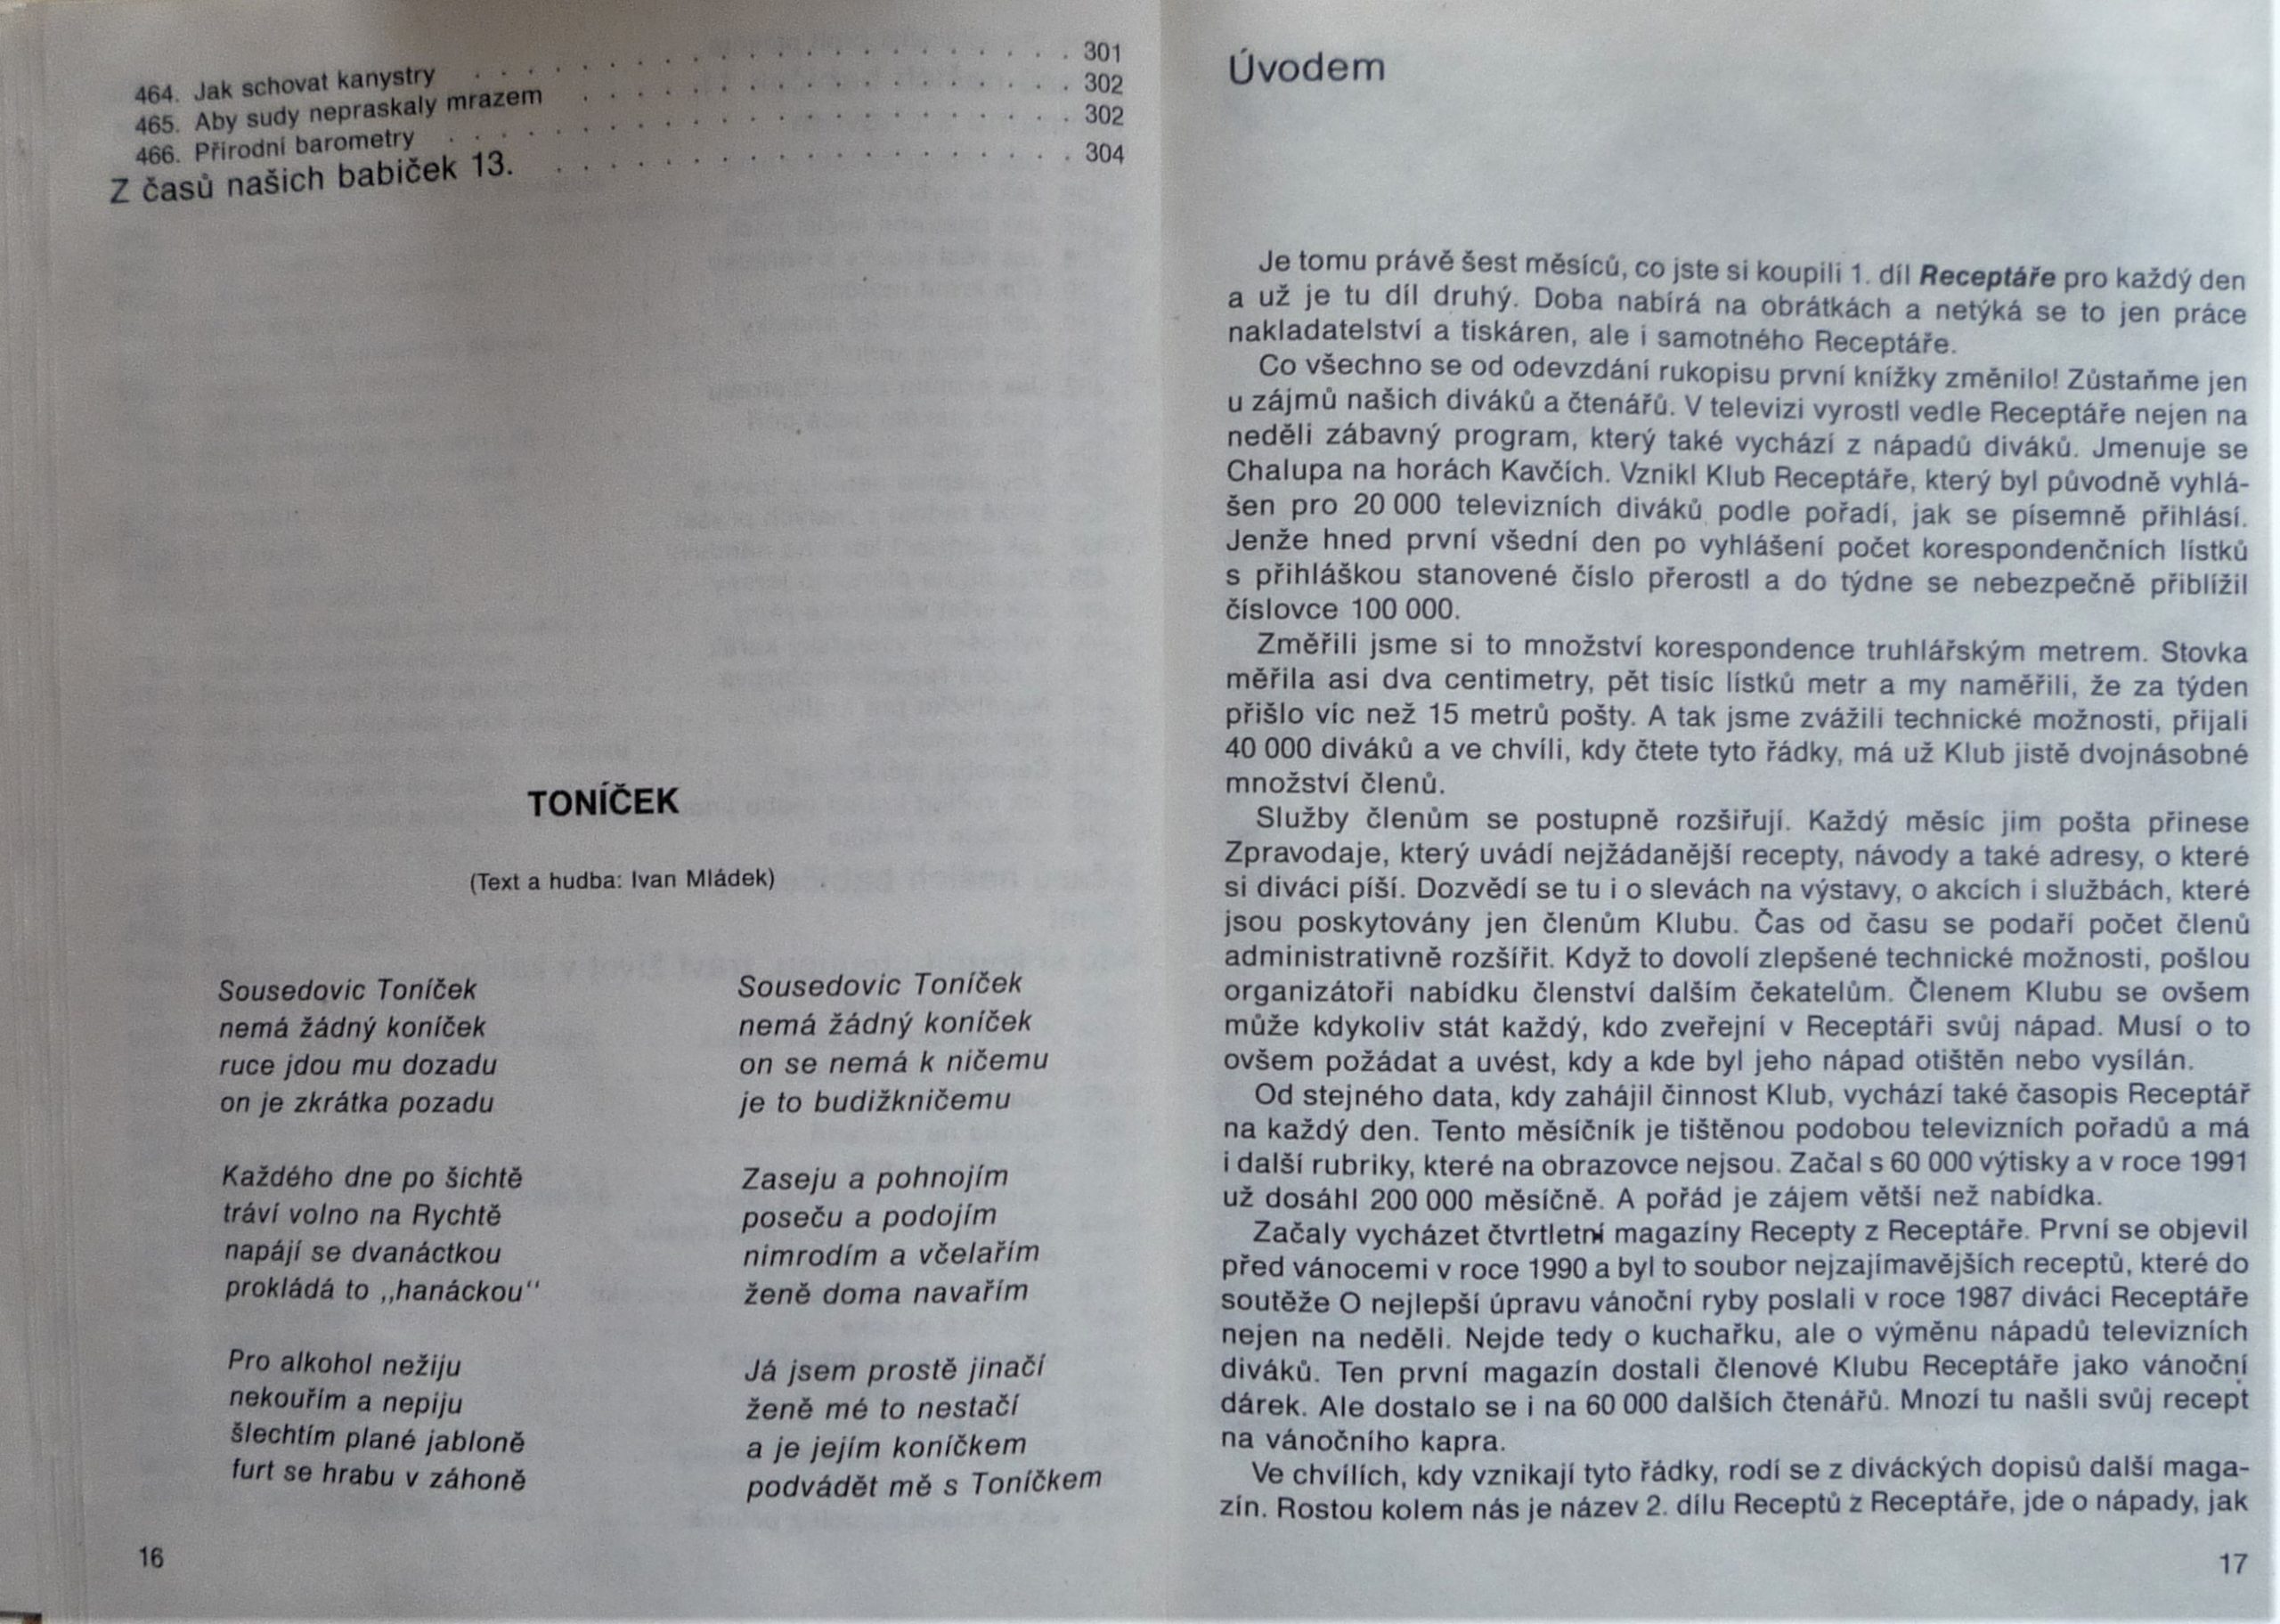 464. Jak schovat kanystry . . . . . . . . . . . . . . . . . . . . . . 301
465. Aby sudy nepraskaly mrazem . . . . . . . . . . . . . . . . . . 302
466. Přírodní barometry . . . . . . . . . . . . . . . . . . . . . . . 302
Z časů našich babiček 13. . . . . . . . . . . . . . . . . . . . 304
TONÍČEK
(Text a hudba: Ivan Mládek)
Sousedovic Toníček
nemá žádný koníček
ruce jdou mu dozadu
on je zkrátka pozadu
Každého dne po šichtě
tráví volno na Rychtě
napájí se dvanáctkou
prokládá to ,,hanáckou''
Pro alkohol nežiju
nekouřím a nepiju
šlechtím plané jabloně
furt se hrabu v záhoně
Sousedovic Toníček
nemá žádný koníček
on se nemá k ničemu
je to budižkničemu
Zaseju a pohnojím
poseču a podojím
nimrodím a včelařím
ženě doma navařím
Já jsem prostě jinačí
ženě mé to nestačí
a je jejím koníčkem
podvádět mě s Toníčkem
16
Úvodem
Je tomu právě šest měsíců, co jste si koupili 1. díl Receptáře pro každý den
a už je tu díl druhý. Doba nabírá na obrátkách a netýká se to jen práce
nakladatelství a tiskáren, ale i samotného Receptáře.
Co všechno se od odevzdání rukopisu první knížky změnilo! Zůstaňme jen
u zájmů našich diváků a čtenářů. V televizi vyrostl vedle Receptáře nejen na
neděli zábavný program, který také vychází z nápadů diváků. Jmenuje se
Chalupa na horách Kavčích. Vznikl Klub Receptáře, který byl původně vyhlá-
šen pro 20 000 televizních diváků podle pořadí, jak se písemně přihlásí.
Jenže hned první všední den po vyhlášení počet korespondenčních lístků
s přihláškou stanovené číslo přerostl a do týdne se nebezpečně přiblížil
číslovce 100 000.
Změřili jsme si to množství korespondence truhlářským metrem. Stovka
měřila asi dva centimetry, pět tisíc lístků metr a my naměřili, že za týden
přišlo víc než 15 metrů pošty. A tak jsme zvážili technické možnosti, přijali
40 000 diváků a ve chvíli, kdy čtete tyto řádky, má už Klub jistě dvojnásobné
množství členů.
Služby členům se postupně rozšiřují. Každý měsíc jim pošta přinese
Zpravodaje, který uvádí nejžádanější recepty, návody a také adresy, o které
si diváci píší. Dozvědí se tu i o slevách na výstavy, o akcích i službách, které
jsou poskytovány jen členům Klubu. Čas od času se podaří počet členů
administrativně rozšířit. Když to dovolí zlepšené technické možnosti, pošlou
organizátoři nabídku členství dalším čekatelům. Členem Klubu se ovšem
může kdykoliv stát každý, kdo zveřejní v Receptáři svůj nápad. Musí o to
ovšem požádat a uvést, kdy a kde byl jeho nápad otištěn nebo vysílán.
Od stejného data, kdy zahájil činnost Klub, vychází také časopis Receptář
na každý den. Tento měsíčník je tištěnou podobou televizních pořadů a má
i další rubriky, které na obrazovce nejsou. Začal s 60 000 výtisky a v roce 1991
už dosáhl 200 000 měsíčně. A pořád je zájem větší než nabídka.
Začaly vycházet čtvrtletní magazíny Recepty z Receptáře. První se objevil
před vánocemi v roce 1990 a byl to soubor nejzajímavějších receptů, které do
soutěže O nejlepší úpravu vánoční ryby poslali v roce 1987 diváci Receptáře
nejen na neděli. Nejde tedy o kuchařku, ale o výměnu nápadů televizních
diváků. Ten první magazín dostali členové Klubu Receptáře jako vánoční
dárek. Ale dostalo se i na 60 000 dalších čtenářů. Mnozí tu našli svůj recept
na vánočního kapra.
Ve chvílích, kdy vznikají tyto řádky, rodí se z diváckých dopisů další maga-
zín. Rostou kolem nás je název 2. dílu Receptů z Receptáře, jde o nápady, jak
17